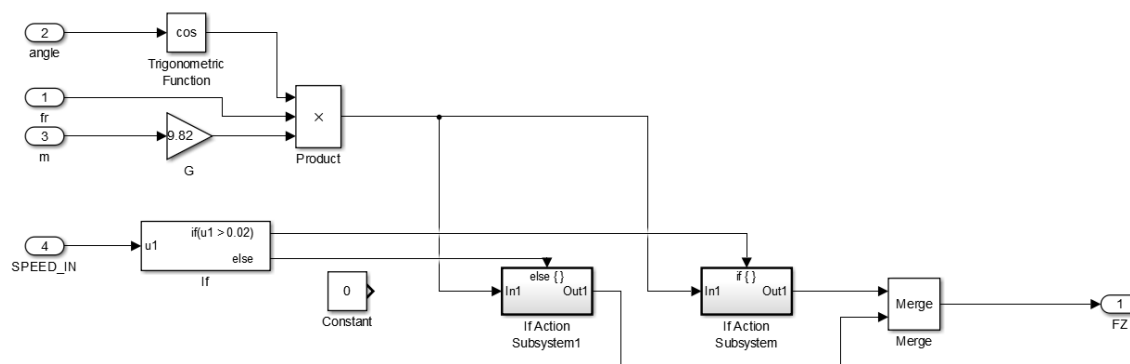 2
angle
cos
Trigonometric
Function
1
fr
3
m
9.82
G
×
Product
4
SPEED_IN
u1
if(u1 > 0.02)
else
If
0
Constant
else { }
In1
Out1
If Action
Subsystem1
if { }
In1
Out1
If Action
Subsystem
Merge
Merge
1
FZ